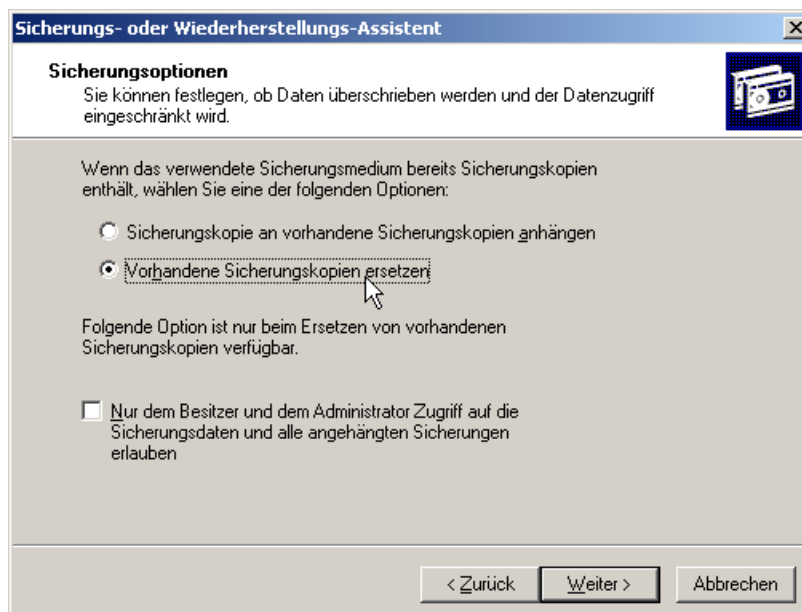 Sicherungs- oder Wiederherstellungs-Assistent
Sicherungsoptionen
Sie können festlegen, ob Daten überschrieben werden und der Datenzugriff
eingeschränkt wird.
Wenn das verwendete Sicherungsmedium bereits Sicherungskopien
enthält, wählen Sie eine der folgenden Optionen:
Sicherungskopie an vorhandene Sicherungskopien anhängen
Vorhandene Sicherungskopien ersetzen
Folgende Option ist nur beim Ersetzen von vorhandenen
Sicherungskopien verfügbar.
Nur dem Besitzer und dem Administrator Zugriff auf die
Sicherungsdaten und alle angehängten Sicherungen
erlauben
< Zurück Weiter > Abbrechen